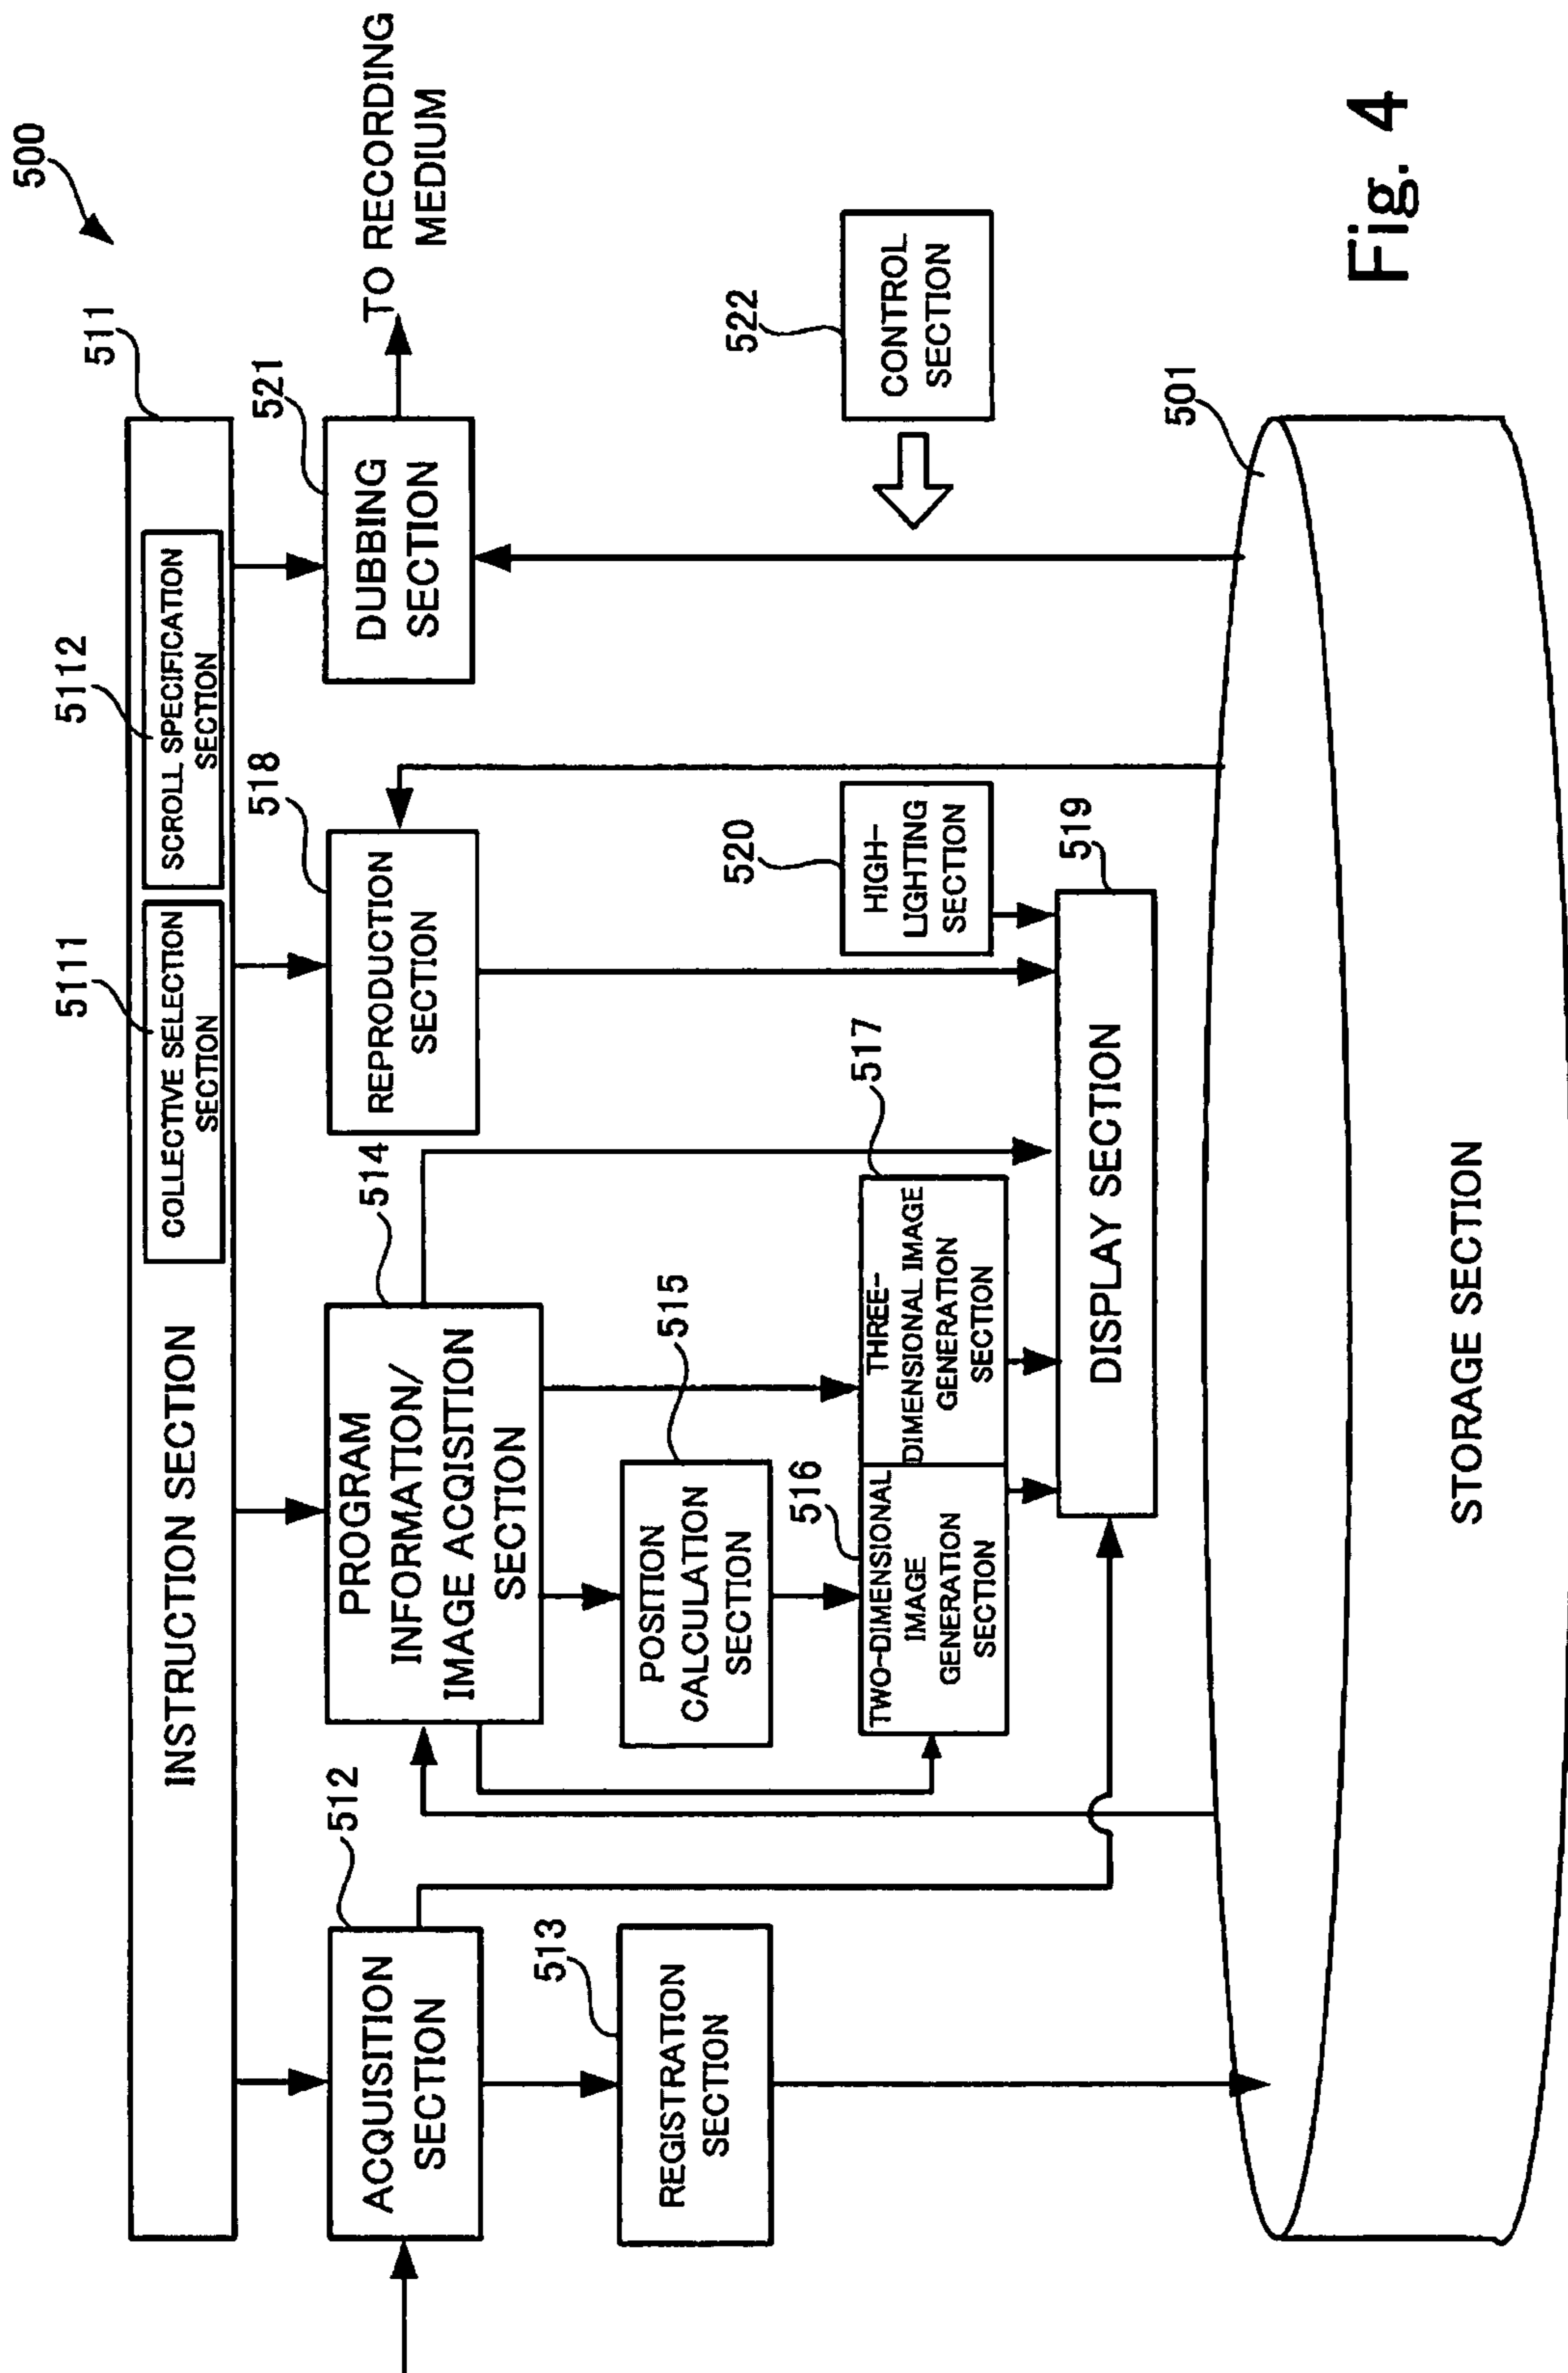 500
511
INSTRUCTION SECTION
5111
COLLECTIVE SELECTION
SECTION
5112
SCROLL SPECIFICATION
SECTION
512
ACQUISITION
SECTION
514
PROGRAM
INFORMATION/
IMAGE ACQISITION
SECTION
518
REPRODUCTION
SECTION
521
DUBBING
SECTION
TO RECORDING
MEDIUM
513
REGISTRATION
SECTION
515
POSITION
CALCULATION
SECTION
516
TWO-DIMENSIONAL
IMAGE
GENERATION
SECTION
517
THREE-
DIMENSIONAL IMAGE
GENERATION
SECTION
520
HIGH-
LIGHTING
SECTION
522
CONTROL
SECTION
519
DISPLAY SECTION
501
STORAGE SECTION
Fig. 4